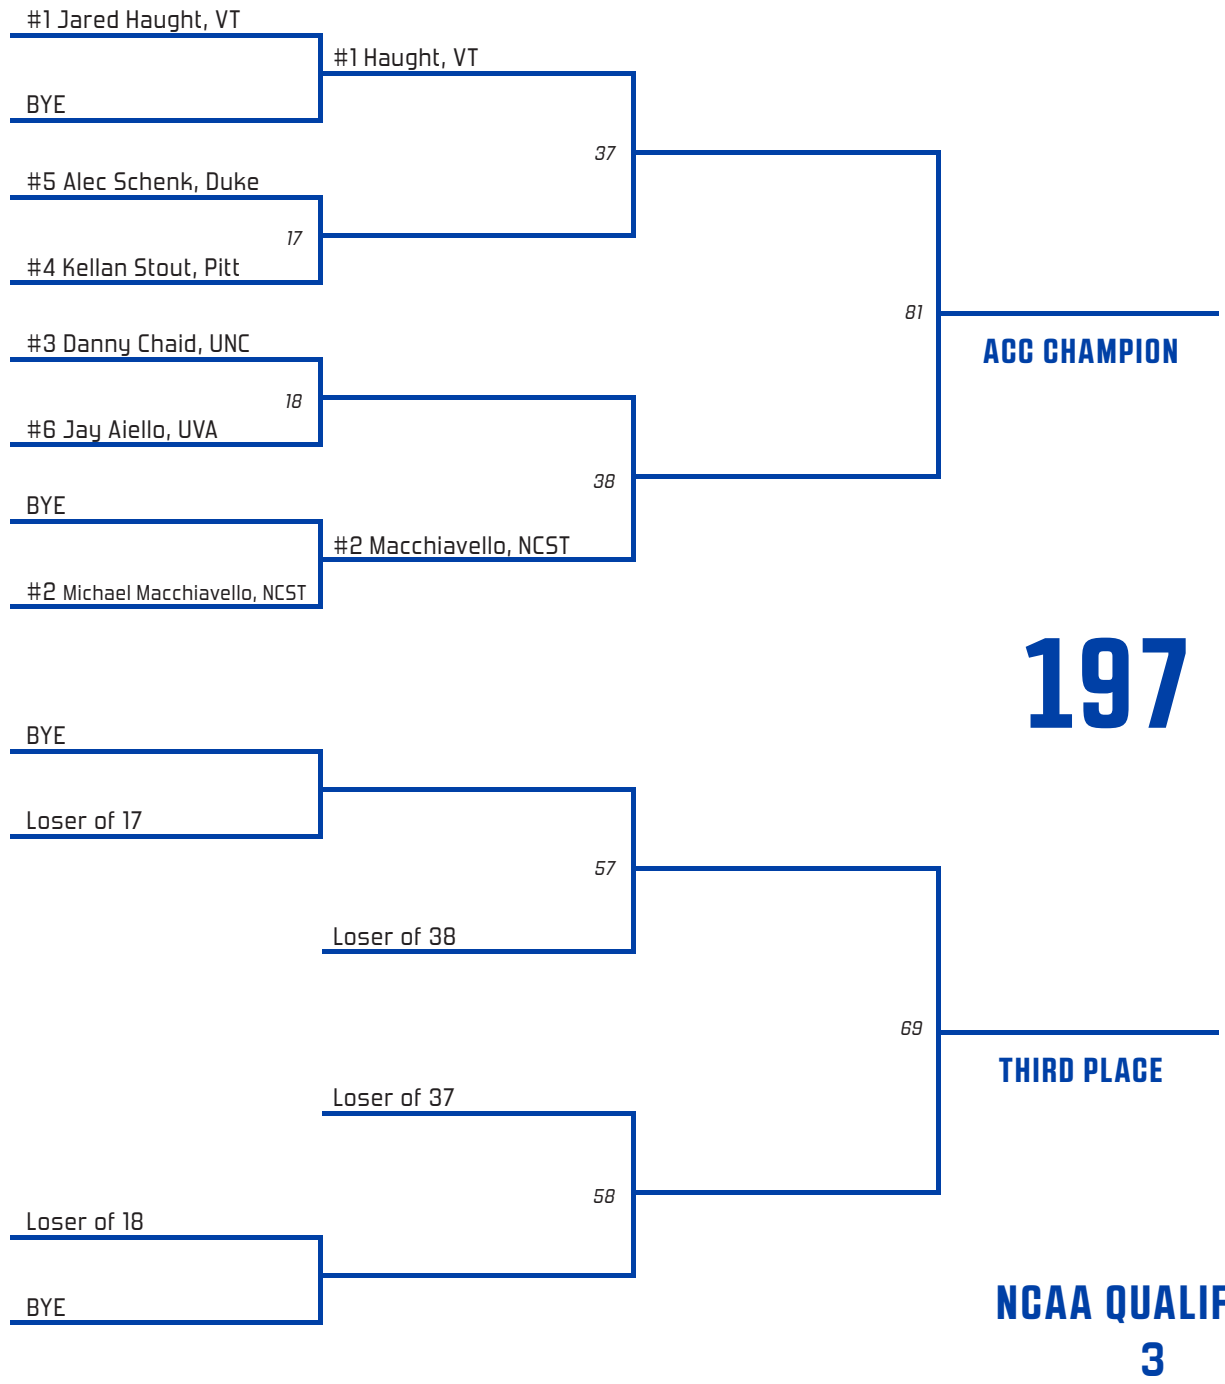 #1 Jared Haught, VT
#1 Haught, VT
BYE
37
#5 Alec Schenk, Duke
17
#4 Kellan Stout, Pitt
81
#3 Danny Chaid, UNC
ACC CHAMPION
18
#6 Jay Aiello, UVA
38
BYE
#2 Macchiavello, NCST
#2 Michael Macchiavello, NCST
197
BYE
Loser of 17
57
Loser of 38
69
THIRD PLACE
Loser of 37
58
Loser of 18
BYE
NCAA QUALIF
3